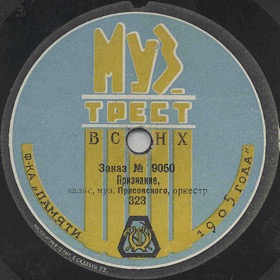 МУЗ
ТРЕСТ
ВСНХ
Заказ № 9050
Признание,
вальс, муз. Присовского, оркестр
323
Ф-КА „ПАМЯТИ 1905 ГОДА"